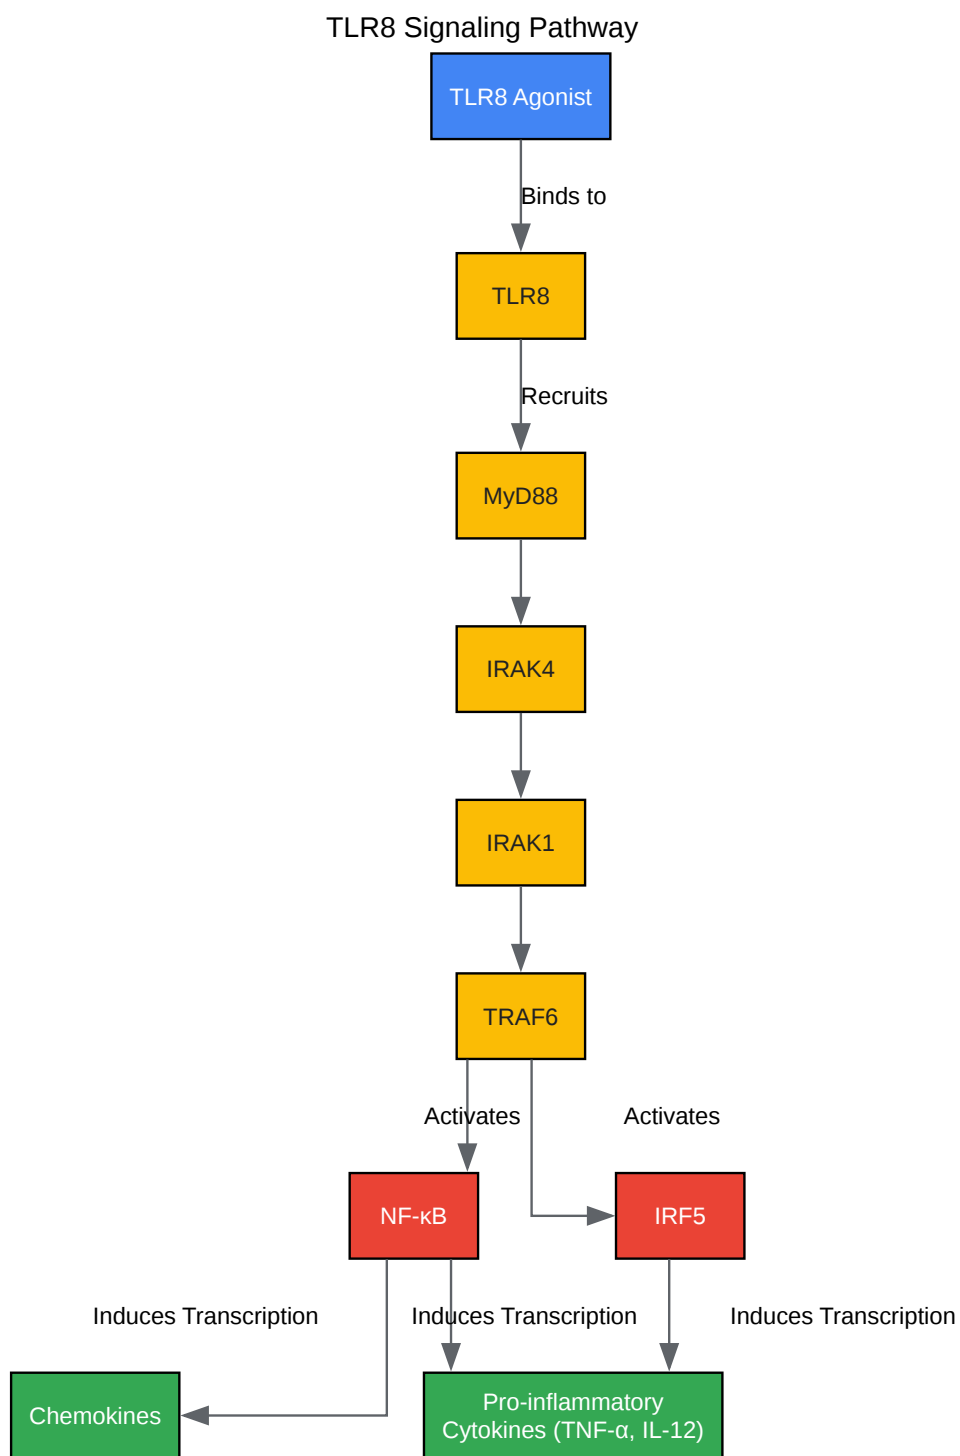 TLR8 Signaling Pathway
TLR8 Agonist
Binds to
TLR8
Recruits
MyD88
IRAK4
IRAK1
TRAF6
Activates
Activates
NF-κB
IRF5
Induces Transcription
Induces Transcription
Induces Transcription
Chemokines
Pro-inflammatory
Cytokines (TNF-α, IL-12)